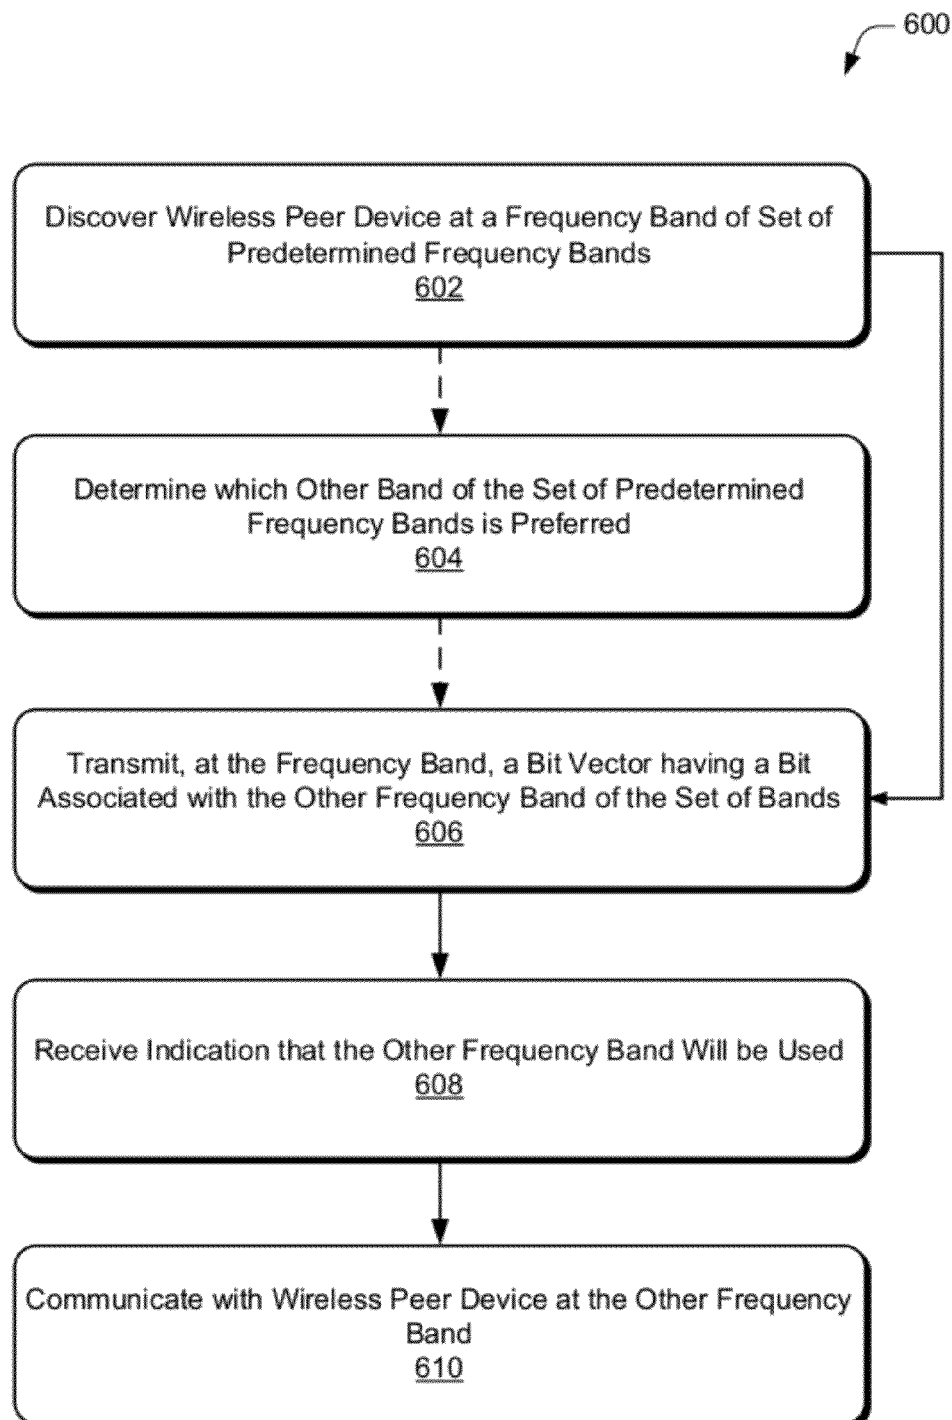 600
Discover Wireless Peer Device at a Frequency Band of Set of
Predetermined Frequency Bands
602
Determine which Other Band of the Set of Predetermined
Frequency Bands is Preferred
604
Transmit, at the Frequency Band, a Bit Vector having a Bit
Associated with the Other Frequency Band of the Set of Bands
606
Receive Indication that the Other Frequency Band Will be Used
608
Communicate with Wireless Peer Device at the Other Frequency
Band
610